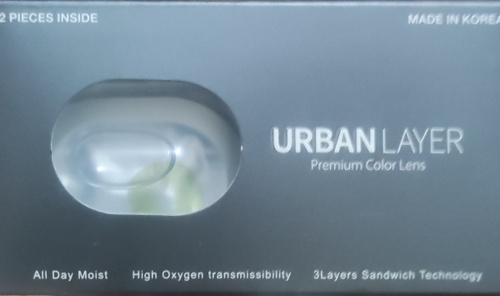 2 PIECES INSIDE
MADE IN KOREA
URBAN LAYER
Premium Color Lens
All Day Moist High Oxygen transmissibility 3Layers Sandwich Technology